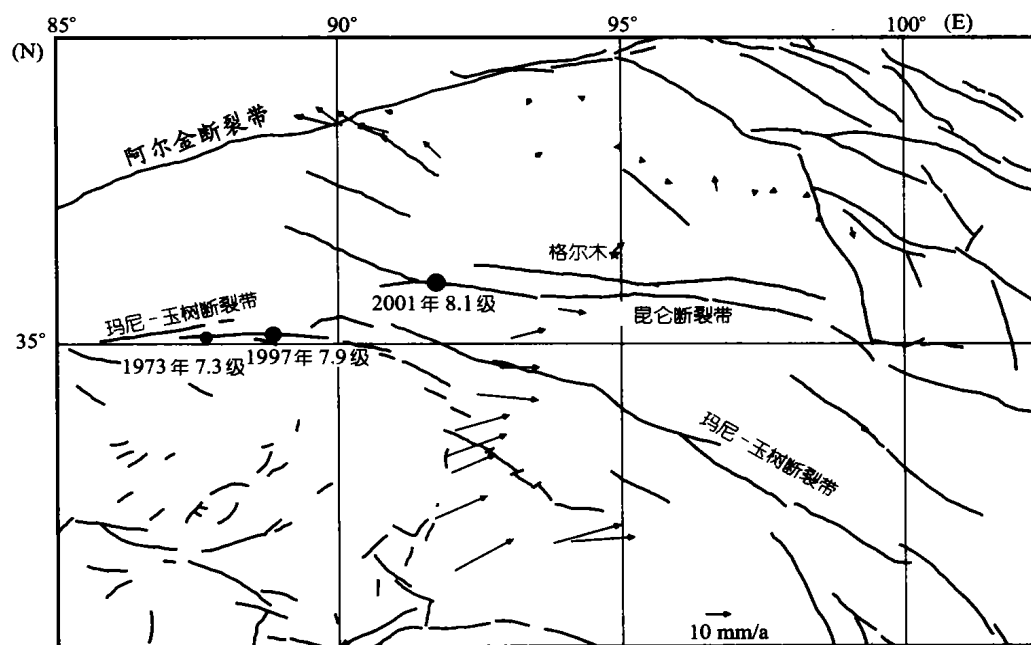 85° 90° 95° 100° (E)
(N)
阿尔金断裂带
格尔木
2001年 8.1级
昆仑断裂带
玛尼-玉树断裂带
35°
1973年 7.3级
1997年 7.9级
玛尼-玉树断裂带
10 mm/a